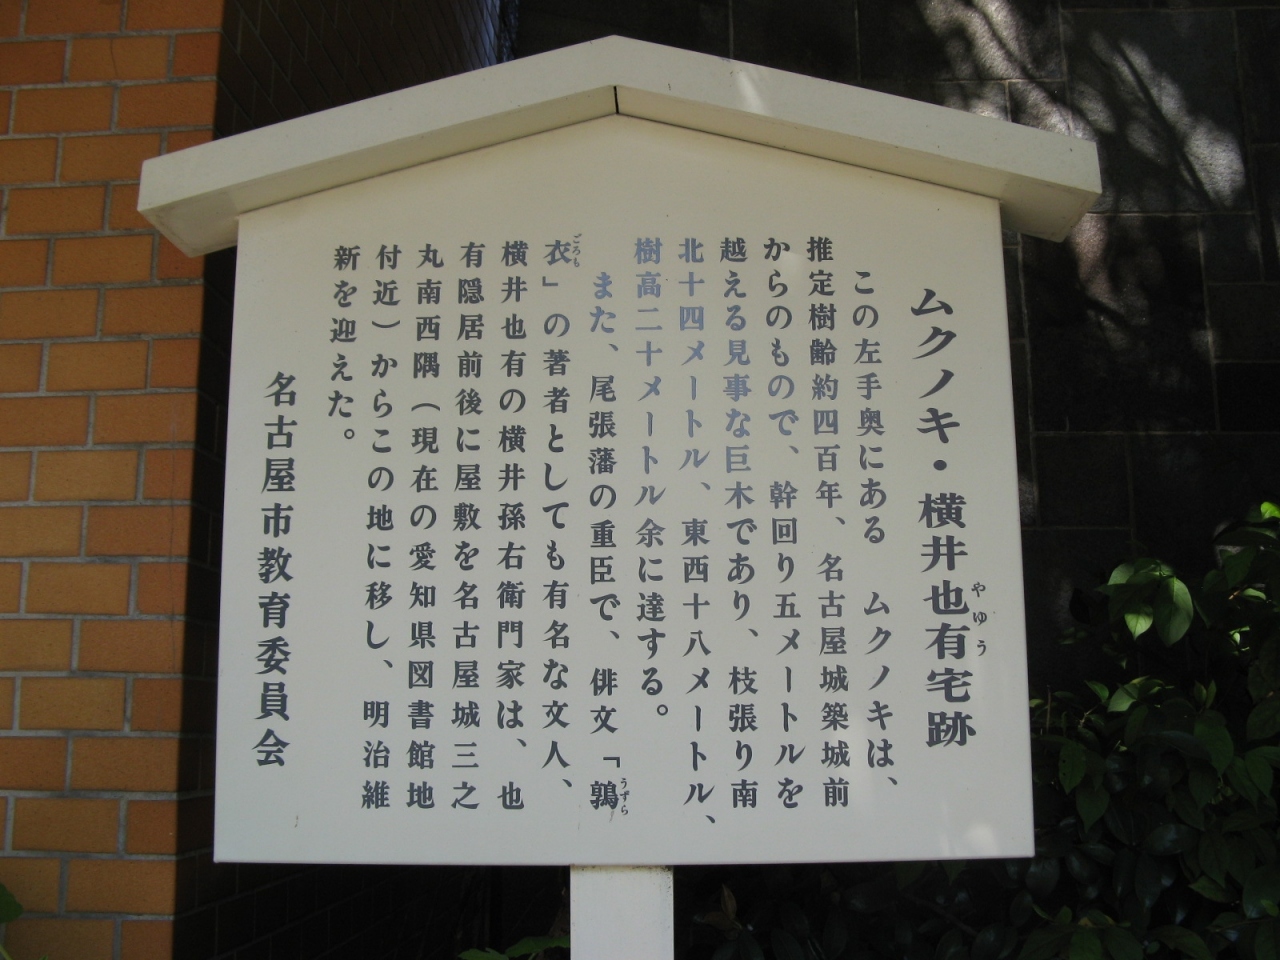 ムクノキ・横井也有宅跡
やゆう
この左手奥にある　ムクノキは、
推定樹齢約四百年、名古屋城築城前
からのもので、幹回り五メートルを
越える見事な巨木であり、枝張り南
北十四メートル、東西十八メートル、
樹高二十メートル余に達する。
また、尾張藩の重臣で、俳文「鶉
うずら
衣」の著者としても有名な文人、
ごろも
横井也有の横井孫右衛門家は、也
有隠居前後に屋敷を名古屋城三之
丸南西隅（現在の愛知県図書館地
付近）からこの地に移し、明治維
新を迎えた。
名古屋市教育委員会